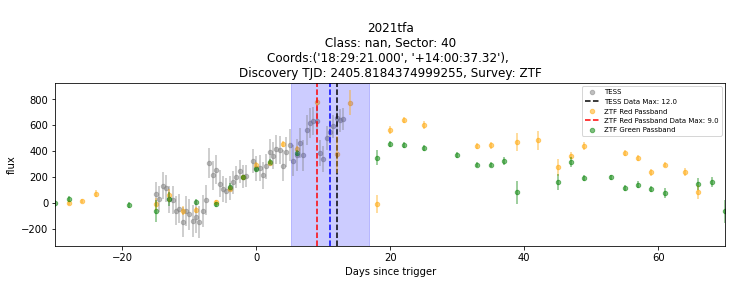 2021tfa
Class: nan, Sector: 40
Coords:('18:29:21.000', '+14:00:37.32'),
Discovery TJD: 2405.8184374999255, Survey: ZTF
TESS
TESS Data Max: 12.0
ZTF Red Passband
ZTF Red Passband Data Max: 9.0
ZTF Green Passband
flux
800
600
400
200
0
−200
−20
0
20
40
60
Days since trigger